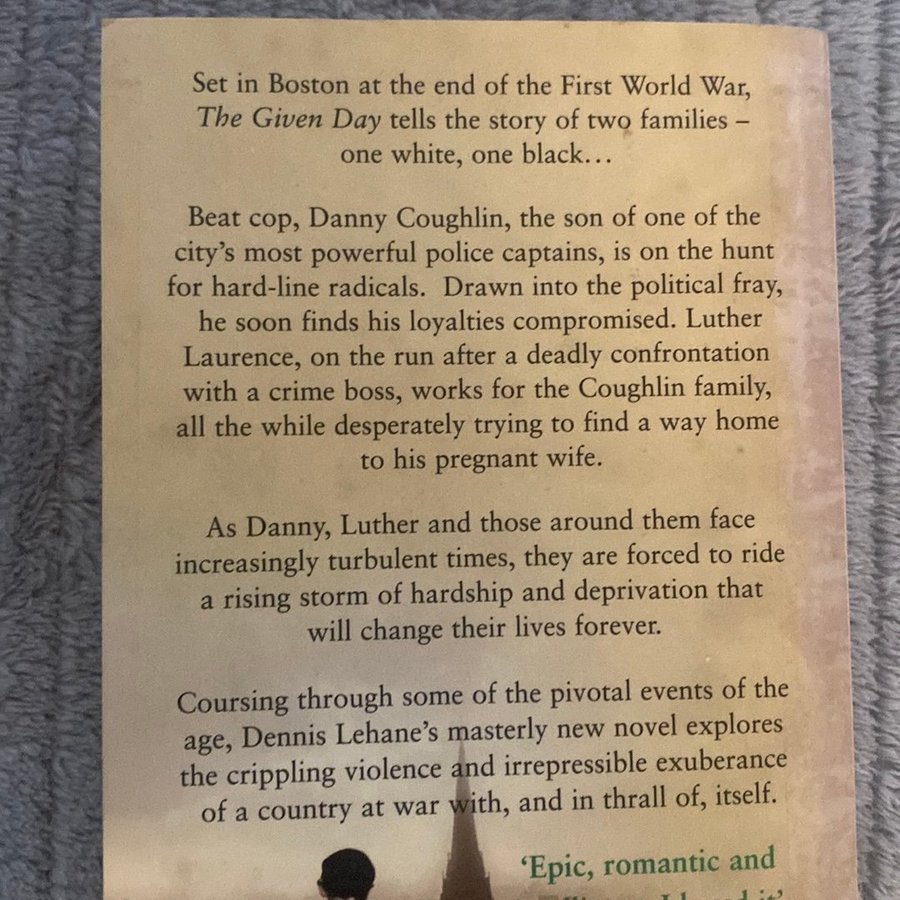 Set in Boston at the end of the First World War,
The Given Day tells the story of two families –
one white, one black…
Beat cop, Danny Coughlin, the son of one of the
city's most powerful police captains, is on the hunt
for hard-line radicals. Drawn into the political fray,
he soon finds his loyalties compromised. Luther
Laurence, on the run after a deadly confrontation
with a crime boss, works for the Coughlin family,
all the while desperately trying to find a way home
to his pregnant wife.
As Danny, Luther and those around them face
increasingly turbulent times, they are forced to ride
a rising storm of hardship and deprivation that
will change their lives forever.
Coursing through some of the pivotal events of the
age, Dennis Lehane's masterly new novel explores
the crippling violence and irrepressible exuberance
of a country at war with, and in thrall of, itself.
'Epic, romantic and